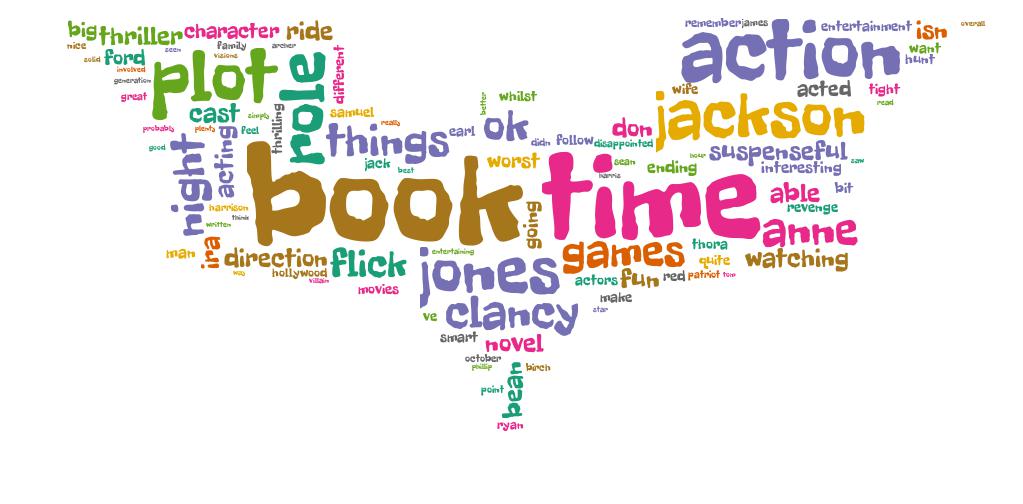 big thriller character ride
rememberjames entertainment isn overall
nice seen family archer
action want
solid ford visions
hunt
involved plot role different
generation
wife acted tight
great
whilst
better
read
cast simply thrilling samuel
jackson
probably plenty feel really
things earl ok don
good acting
didn follow disappointed
night
jack best
worst sean ending hour suspenseful saw
interesting
harris
book time able bit
harrison
revenge
think
written
going
anne
man ira direction flick entertaining games thora
was hollywood
quite watching
villain
jones
actors fun red patriot tom
movies
make
ve clancy star
smart novel
october
phillip birch
point bean
ryan